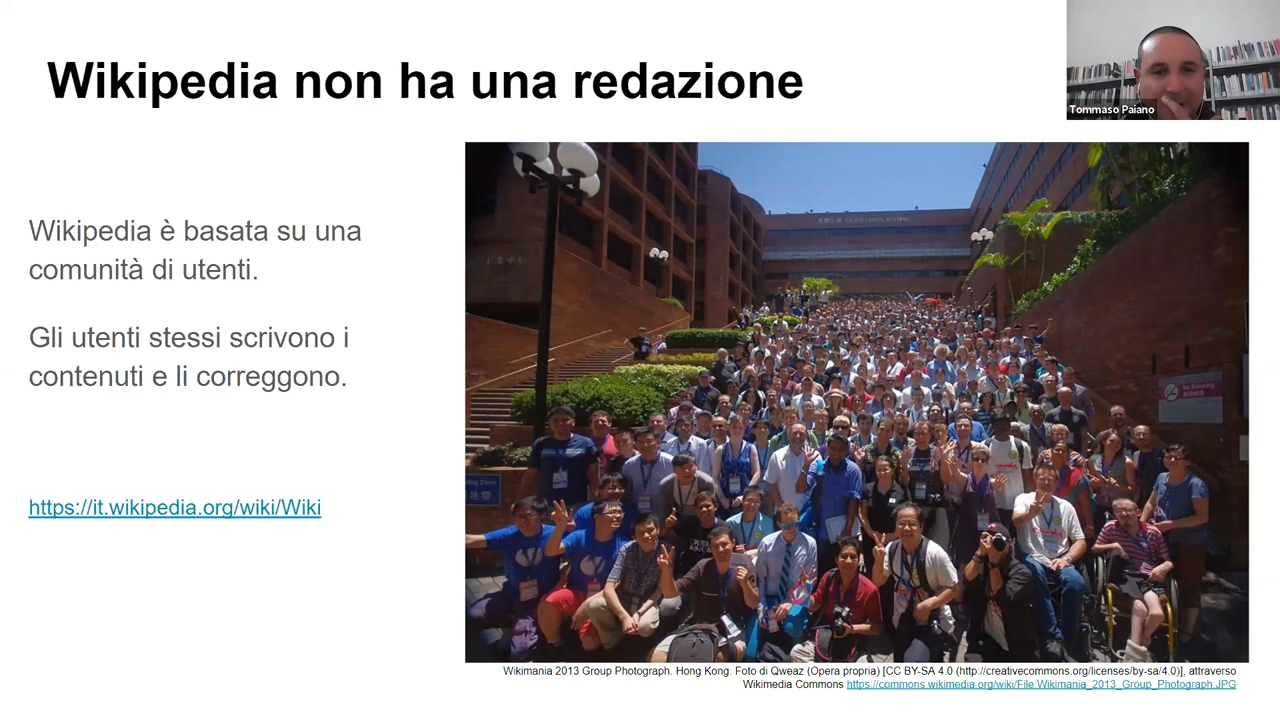 Wikipedia non ha una redazione
Tommaso Paiano
Wikipedia è basata su una
comunità di utenti.
Gli utenti stessi scrivono i
contenuti e li correggono.
https://it.wikipedia.org/wiki/Wiki
No Smoking
Wikimania 2013 Group Photograph. Hong Kong. Foto di Qweaz (Opera propria) [CC BY-SA 4.0 (http://creativecommons.org/licenses/by-sa/4.0)], attraverso
Wikimedia Commons https://commons.wikimedia.org/wiki/File:Wikimania_2013_Group_Photograph.JPG